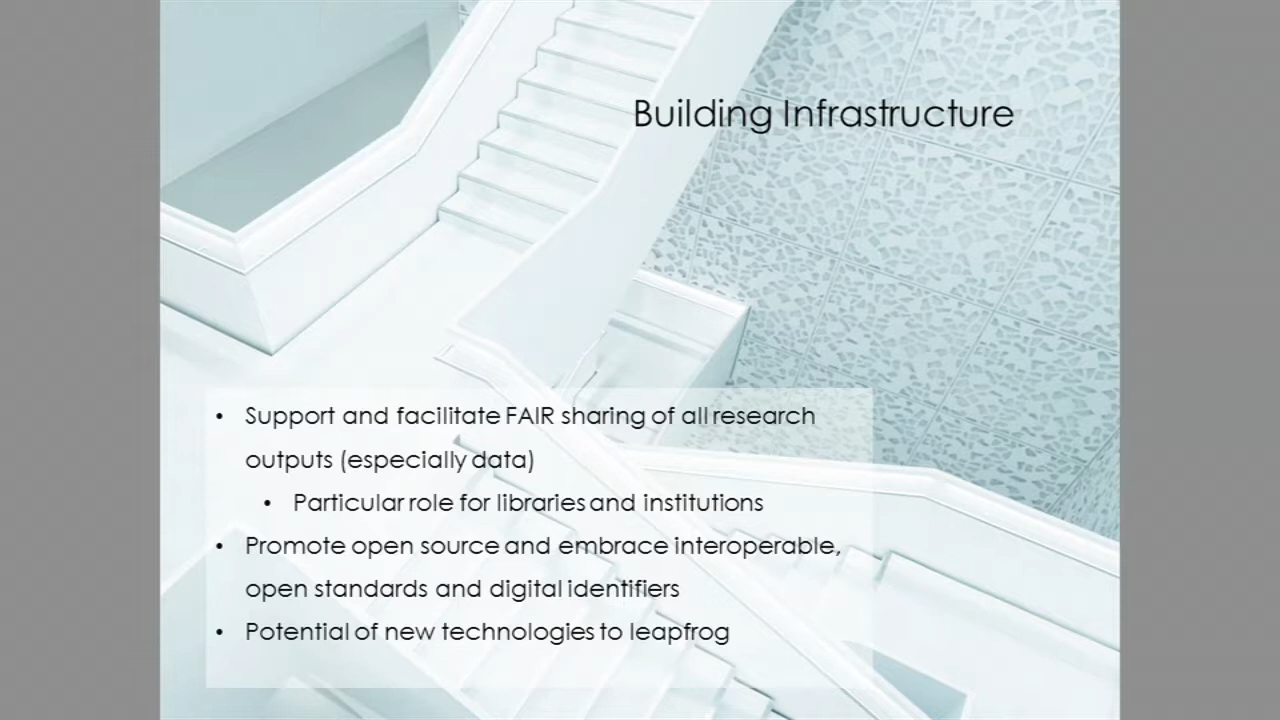 Building Infrastructure
• Support and facilitate FAIR sharing of all research
outputs (especially data)
• Particular role for libraries and institutions
• Promote open source and embrace interoperable,
open standards and digital identifiers
• Potential of new technologies to leapfrog